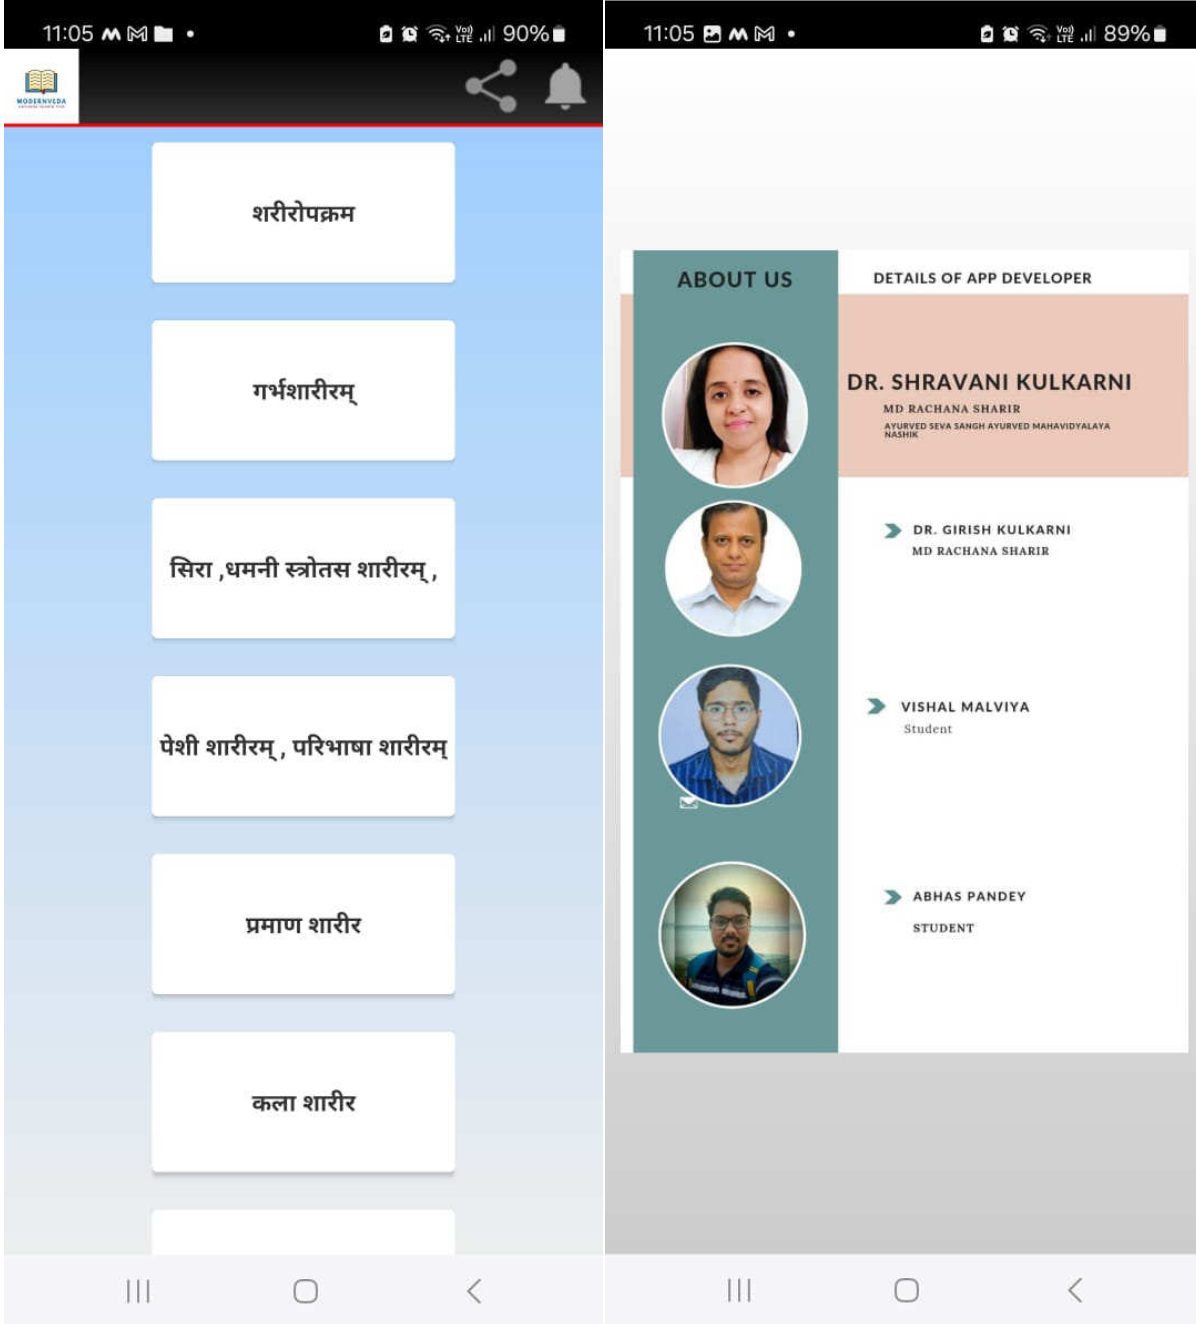 11:05
90%
MODERNVEDA
शरीरोपक्रम
गर्भशारीरम्
सिरा ,धमनी स्त्रोतस शारीरम् ,
पेशी शारीरम् , परिभाषा शारीरम्
प्रमाण शारीर
कला शारीर
11:05
89%
ABOUT US
DETAILS OF APP DEVELOPER
DR. SHRAVANI KULKARNI
MD RACHANA SHARIR
AYURVED SEVA SANGH AYURVED MAHAVIDYALAYA
NASHIK
DR. GIRISH KULKARNI
MD RACHANA SHARIR
VISHAL MALVIYA
Student
ABHAS PANDEY
STUDENT